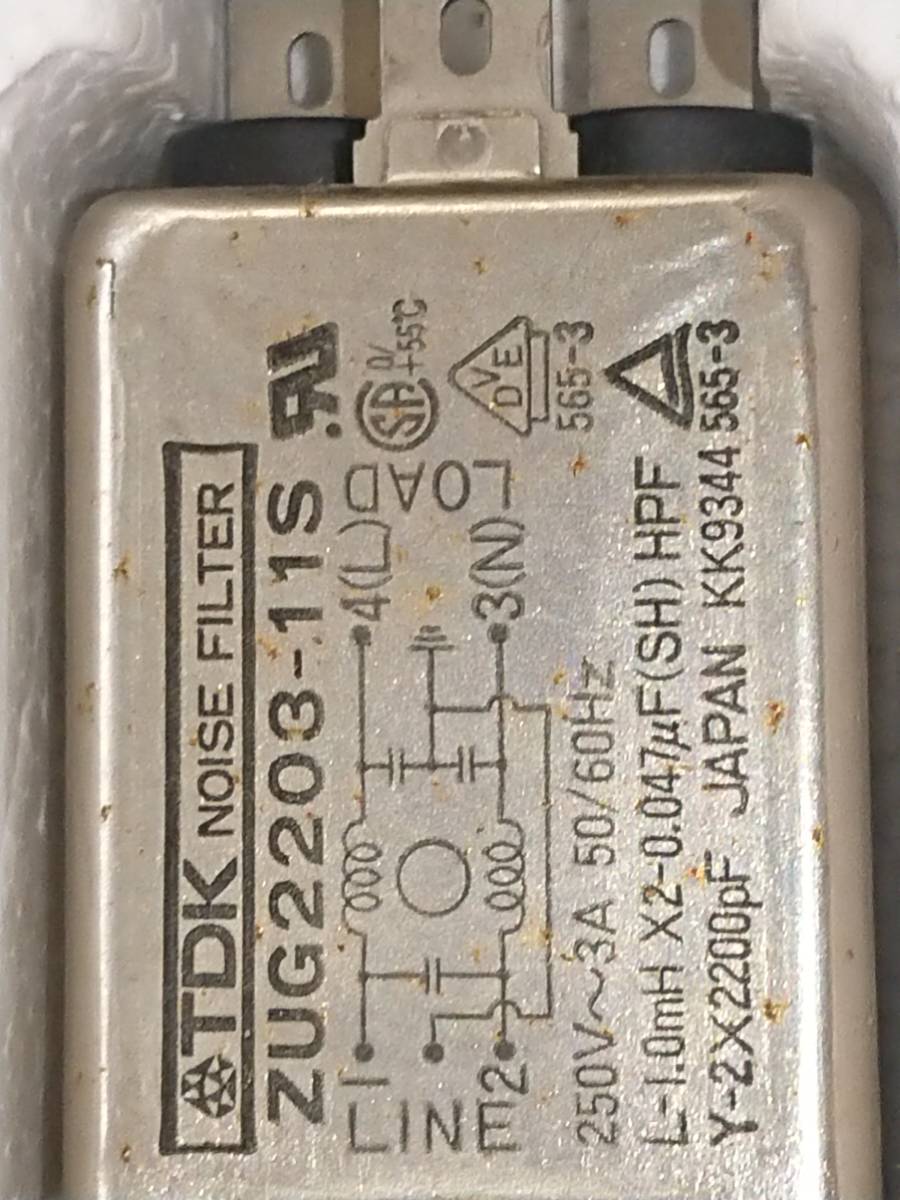 TDK NOISE FILTER
ZUG2203-11S
0/+55℃
LINE
LOAD
1
4(L)
2
3(N)
VDE
565-3
250V~3A 50/60Hz
L-1.0mH X2-0.047μF(SH) HPF
Y-2X2200pF JAPAN KK9344
565-3